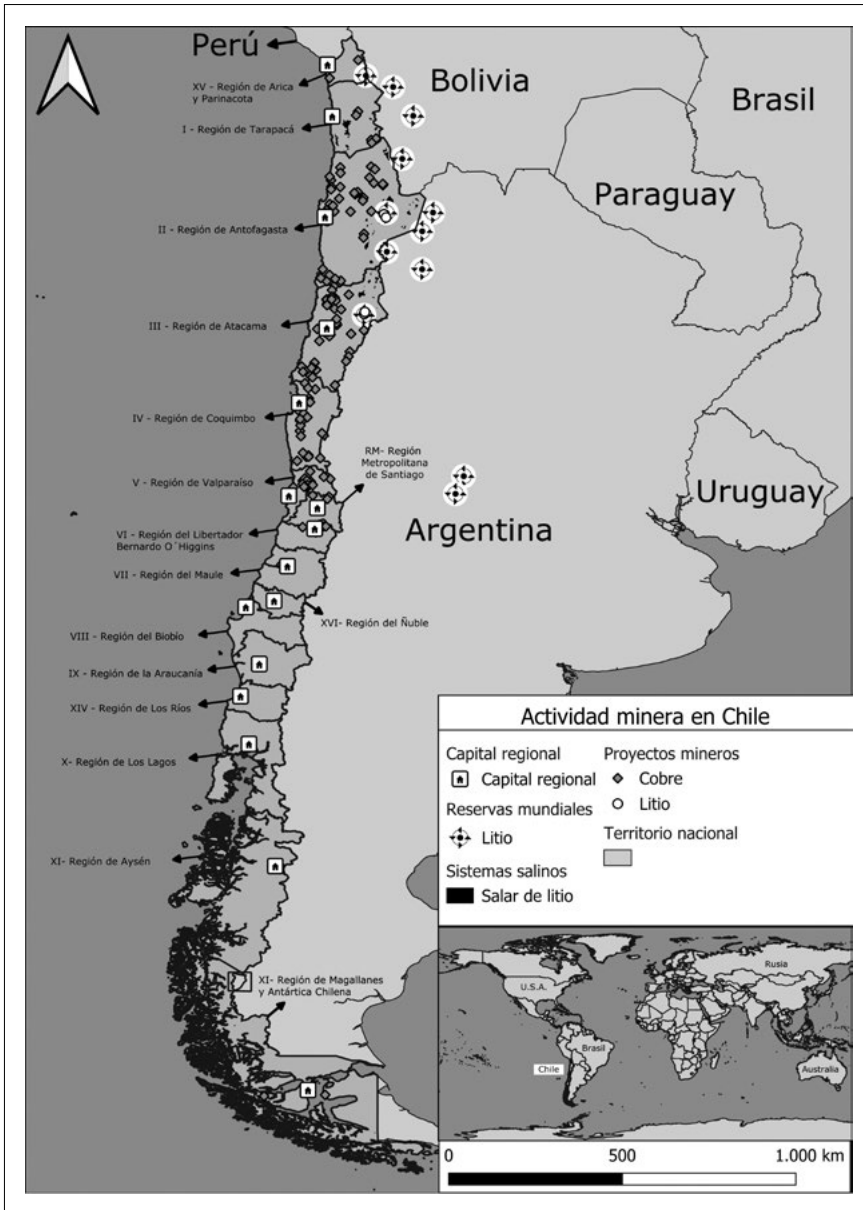 Perú
Bolivia
Brasil
XV - Región de Arica
y Parinacota
I - Región de Tarapacá
Paraguay
II - Región de Antofagasta
III - Región de Atacama
IV - Región de Coquimbo
RM- Región
Metropolitana
de Santiago
V - Región de Valparaíso
Uruguay
Argentina
VI - Región del Libertador
Bernardo O´Higgins
VII - Región del Maule
XVI- Región del Ñuble
VIII - Región del Biobío
IX - Región de la Araucanía
XIV - Región de Los Ríos
X- Región de Los Lagos
XI- Región de Aysén
XI- Región de Magallanes
y Antártica Chilena
Actividad minera en Chile
Capital regional
Capital regional
Reservas mundiales
Litio
Sistemas salinos
Salar de litio
Proyectos mineros
Cobre
Litio
Territorio nacional
Rusia
U.S.A.
Brasil
Chile
Australia
0 500 1.000 km